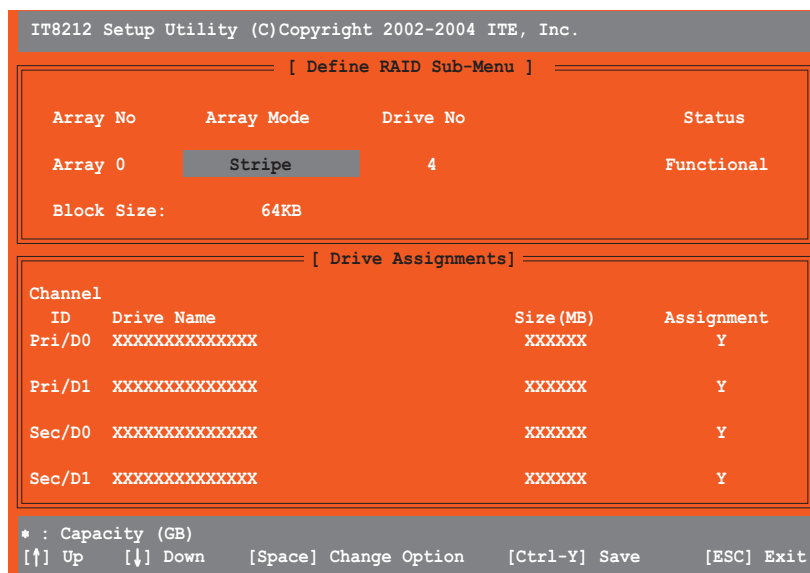 IT8212 Setup Utility (C)Copyright 2002-2004 ITE, Inc.
[ Define RAID Sub-Menu ]
Array No Array Mode Drive No Status
Array 0 Stripe 4 Functional
Block Size: 64KB
[ Drive Assignments]
Channel
ID Drive Name Size(MB) Assignment
Pri/D0 XXXXXXXXXXXXXX XXXXXX Y
Pri/D1 XXXXXXXXXXXXXX XXXXXX Y
Sec/D0 XXXXXXXXXXXXXX XXXXXX Y
Sec/D1 XXXXXXXXXXXXXX XXXXXX Y
* : Capacity (GB)
[↑] Up [↓] Down [Space] Change Option [Ctrl-Y] Save [ESC] Exit